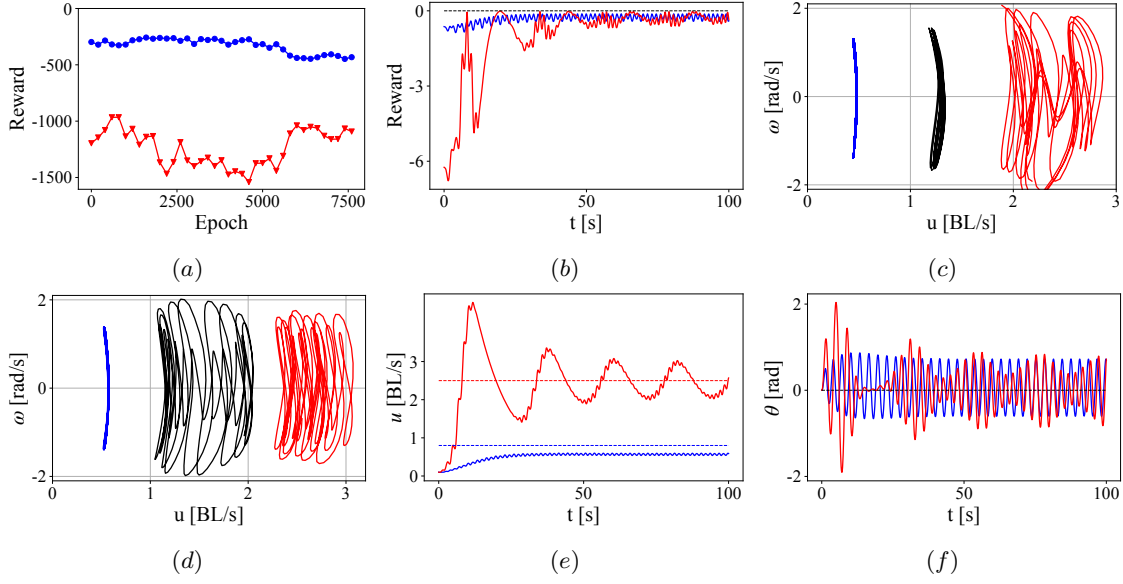 0
-500
-1000
-1500
Reward
0
2500
5000
7500
Epoch
(a)
0
-3
-6
Reward
0
50
100
t [s]
(b)
2
0
-2
ω [rad/s]
0
1
2
3
u [BL/s]
(c)
2
0
-2
ω [rad/s]
0
1
2
3
u [BL/s]
(d)
3
2
1
0
u [BL/s]
0
50
100
t [s]
(e)
2
0
-2
θ [rad]
0
50
100
t [s]
(f)